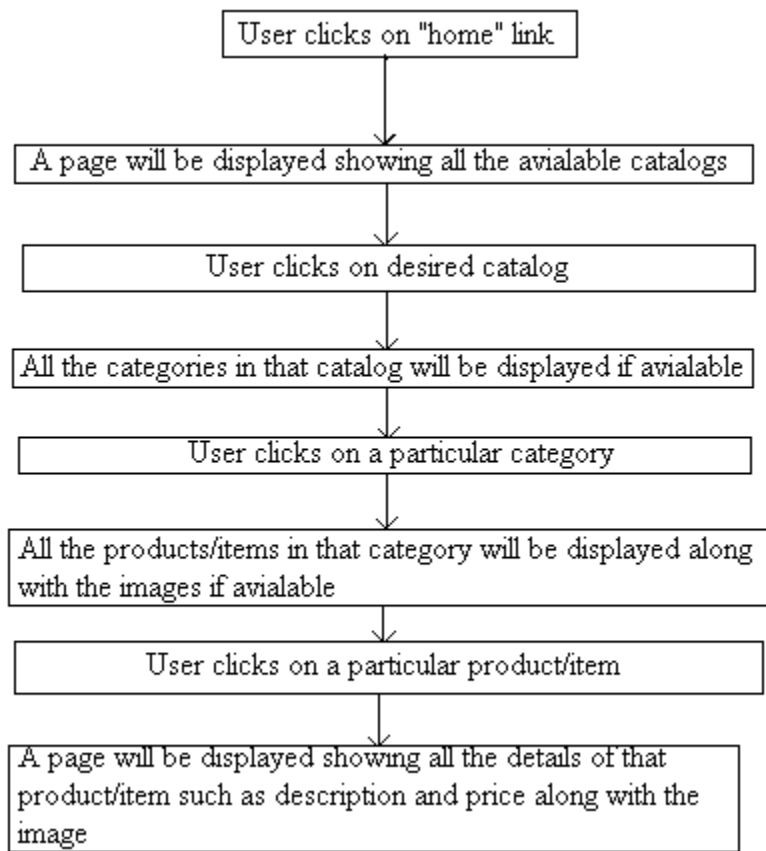 User clicks on "home" link
A page will be displayed showing all the avialable catalogs
User clicks on desired catalog
All the categories in that catalog will be displayed if avialable
User clicks on a particular category
All the products/items in that category will be displayed along
with the images if avialable
User clicks on a particular product/item
A page will be displayed showing all the details of that
product/item such as description and price along with the
image